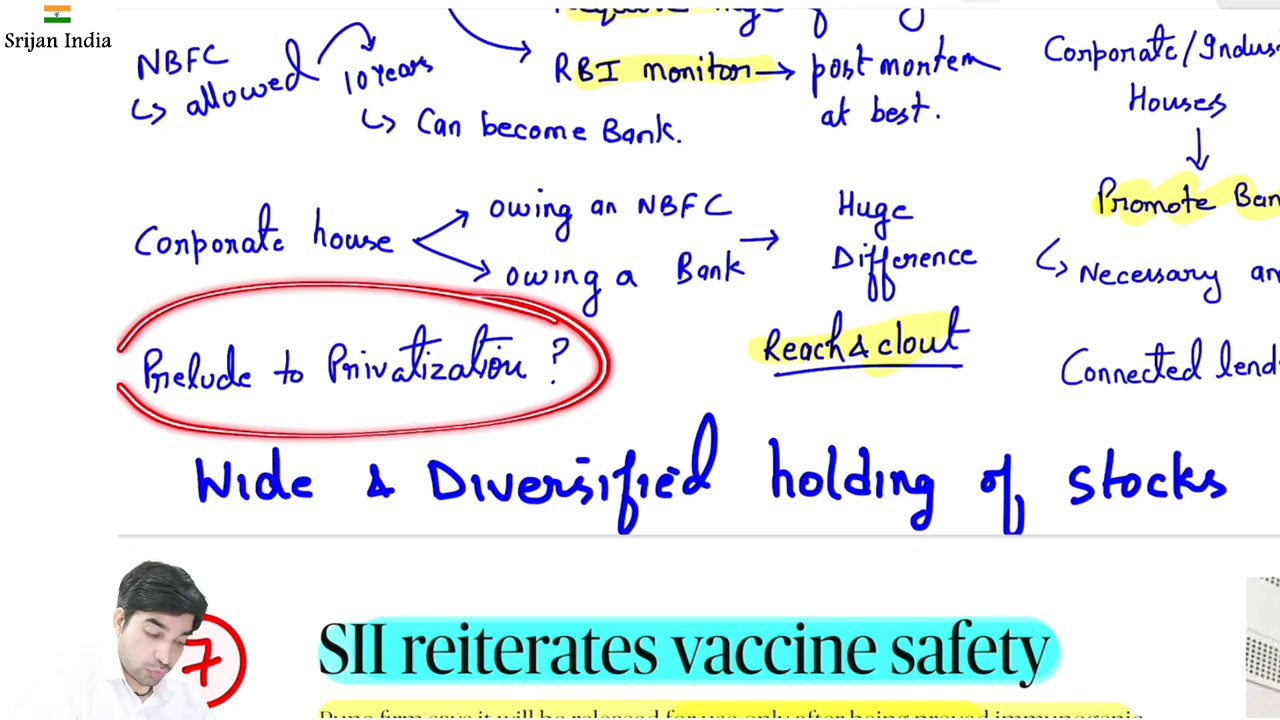 Srijan India
NBFC
↳ allowed
10 Years
↳ Can become Bank.
RBI monitor → post mortem
at best.
Corporate/Indus
Houses
↓
Promote Ban
↳ Necessary an
Connected lend
Corporate house
→ owing an NBFC
→ owing a Bank
→ Huge
Difference
Reach & clout
Prelude to Privatization ?
Wide & Diversified holding of stocks
7
SII reiterates vaccine safety